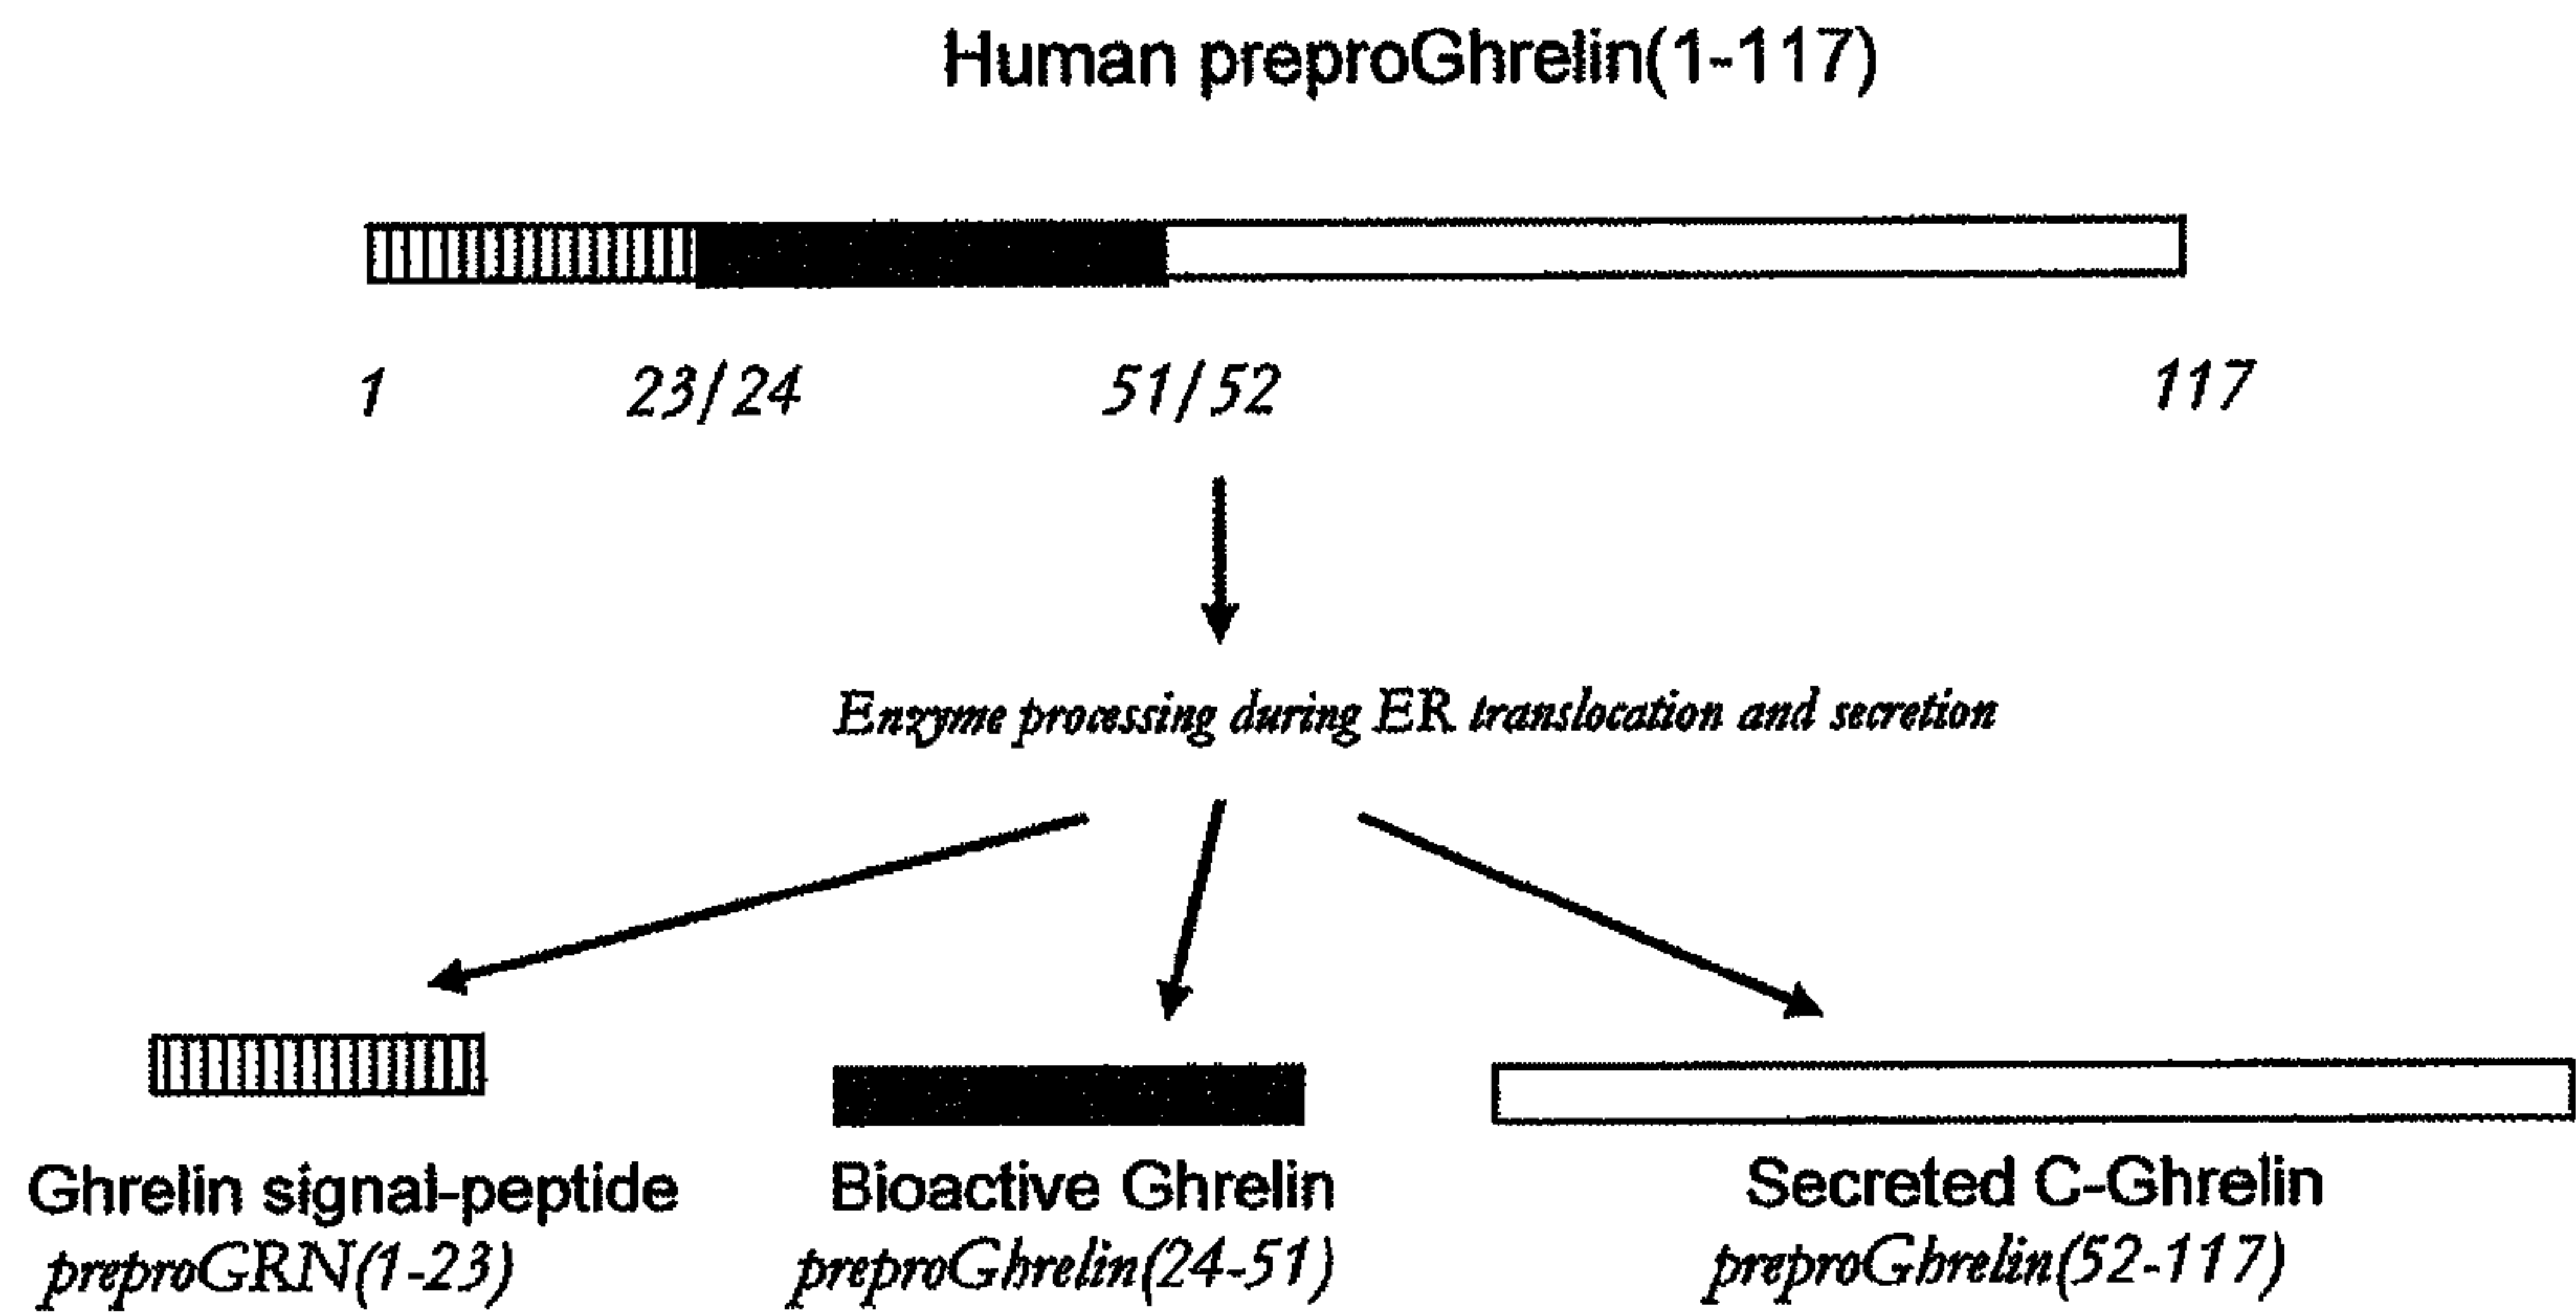 Human preproGhrelin(1-117)
1 23/24 51/52 117
Enzyme processing during ER translocation and secretion
Ghrelin signal-peptide
preproGRN(1-23)
Bioactive Ghrelin
preproGhrelin(24-51)
Secreted C-Ghrelin
preproGhrelin(52-117)